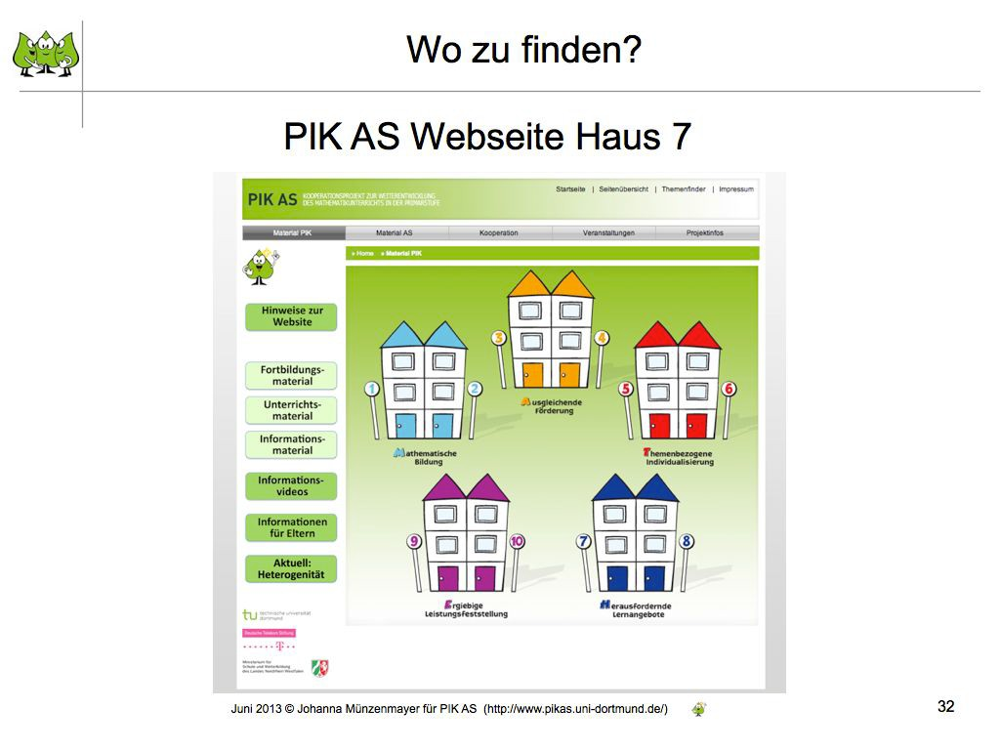 Wo zu finden?
PIK AS Webseite Haus 7
Startseite | Seitenübersicht | Themenfinder | Impressum
PIK AS
KOOPERATIONSPROJEKT ZUR WEITERENTWICKLUNG
DES MATHEMATIKUNTERRICHTS IN DER PRIMARSTUFE
Material PIK
Material AS
Kooperation
Veranstaltungen
Projektinfos
» Home » Material PIK
Hinweise zur
Website
Fortbildungs-
material
Unterrichts-
material
Informations-
material
Informations-
videos
Informationen
für Eltern
Aktuell:
Heterogenität
3 4
Ausgleichende
Förderung
1 2
Mathematische
Bildung
5 6
Themenbezogene
Individualisierung
9 10
Ergiebige
Leistungsfeststellung
7 8
Herausfordernde
Lernangebote
tu technische universität
dortmund
Deutsche Telekom Stiftung
T
Ministerium für
Schule und Weiterbildung
des Landes Nordrhein-Westfalen
Juni 2013 © Johanna Münzenmayer für PIK AS (http://www.pikas.uni-dortmund.de/)
32